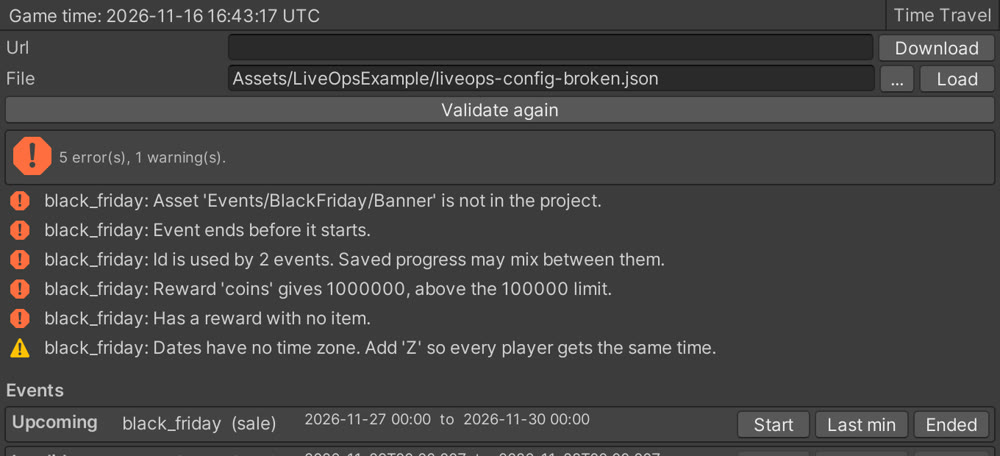 Game time: 2026-11-16 16:43:17 UTC Time Travel
Url Download
File Assets/LiveOpsExample/liveops-config-broken.json ... Load
Validate again
5 error(s), 1 warning(s).
black_friday: Asset 'Events/BlackFriday/Banner' is not in the project.
black_friday: Event ends before it starts.
black_friday: Id is used by 2 events. Saved progress may mix between them.
black_friday: Reward 'coins' gives 1000000, above the 100000 limit.
black_friday: Has a reward with no item.
black_friday: Dates have no time zone. Add 'Z' so every player gets the same time.
Events
Upcoming black_friday (sale) 2026-11-27 00:00 to 2026-11-30 00:00 Start Last min Ended